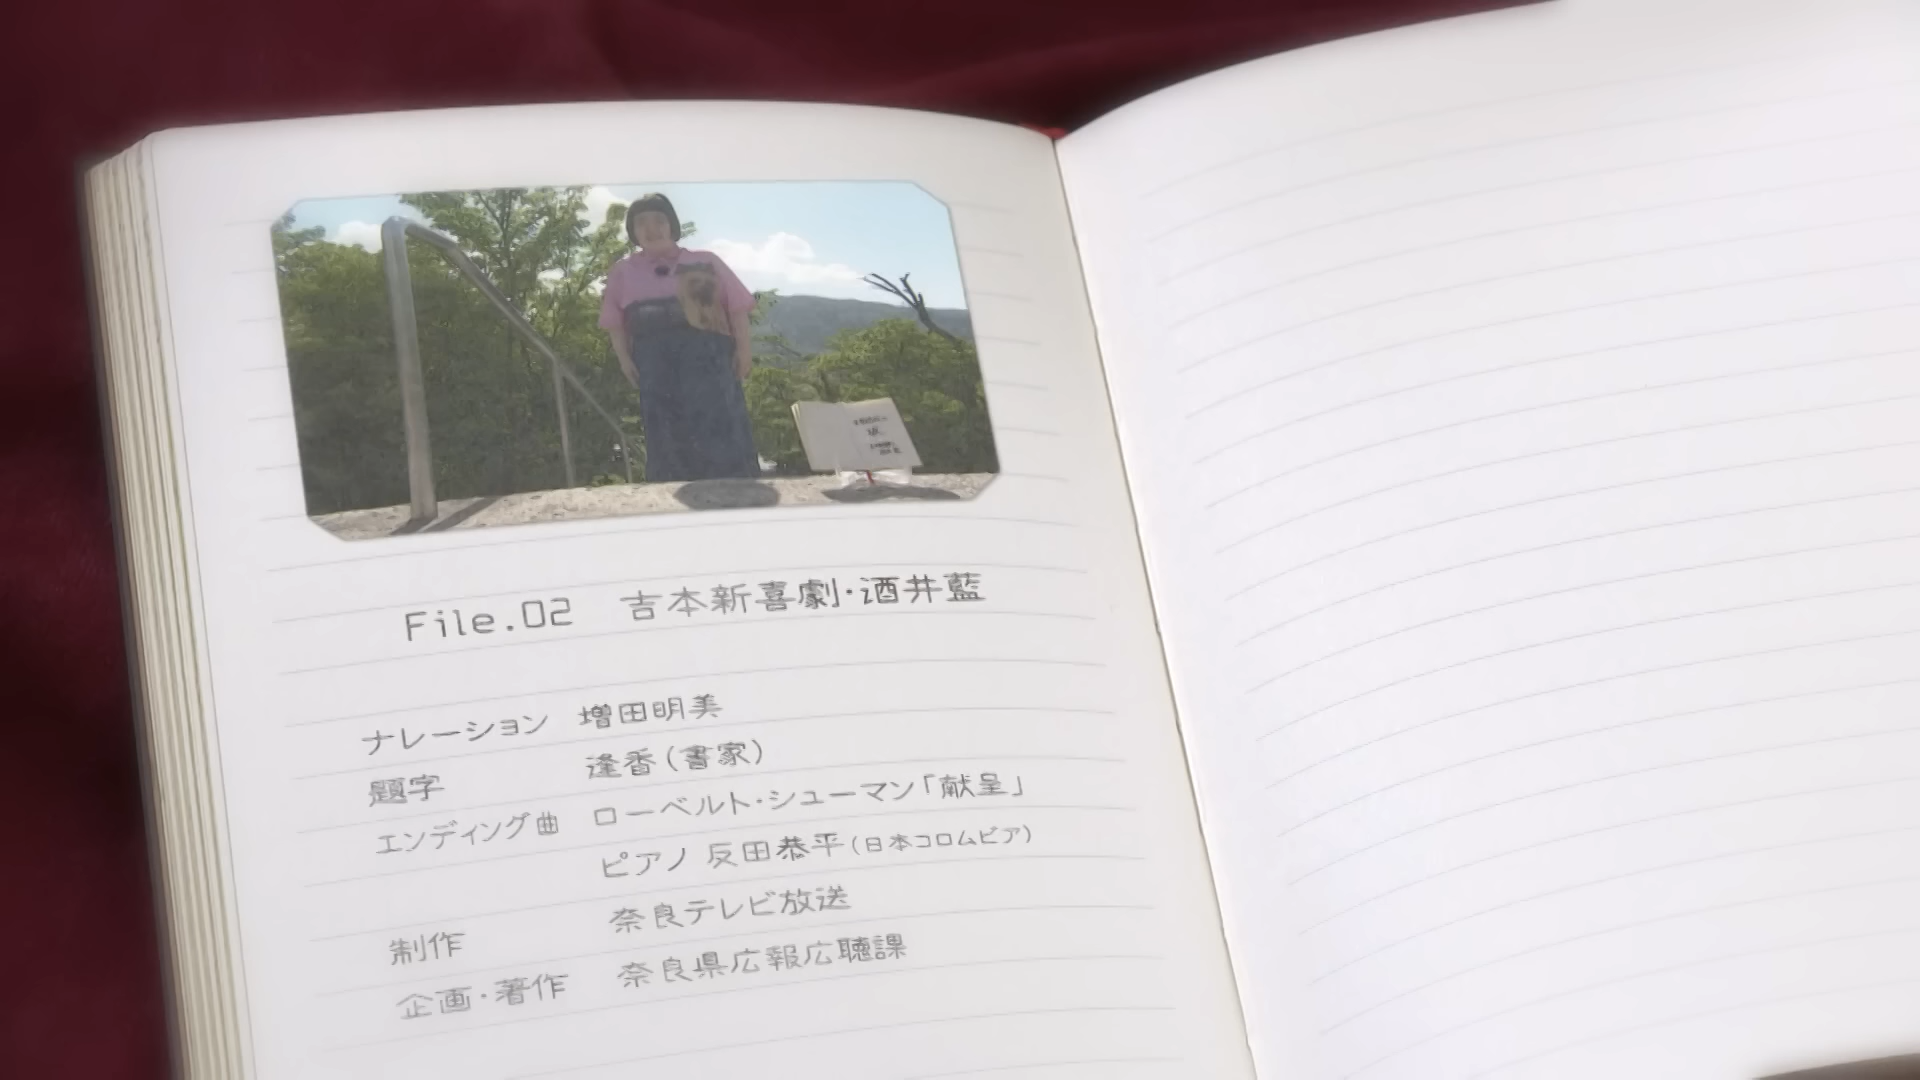 File.02 吉本新喜劇・酒井藍
ナレーション 増田明美
題字 逢香(書家)
エンディング曲 ローベルト・シューマン「献呈」
ピアノ 反田恭平(日本コロムビア)
制作 奈良テレビ放送
企画・著作 奈良県広報広聴課